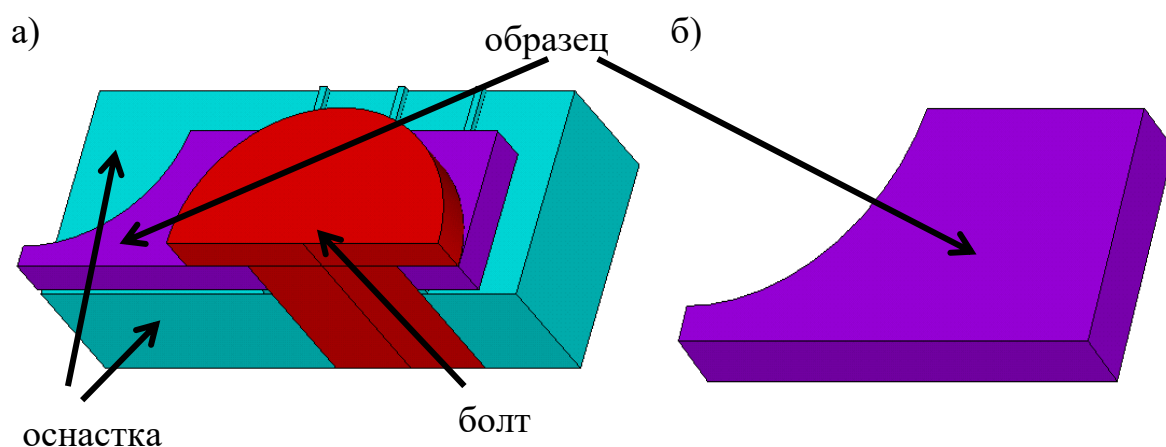 а)
образец
б)
оснастка
болт